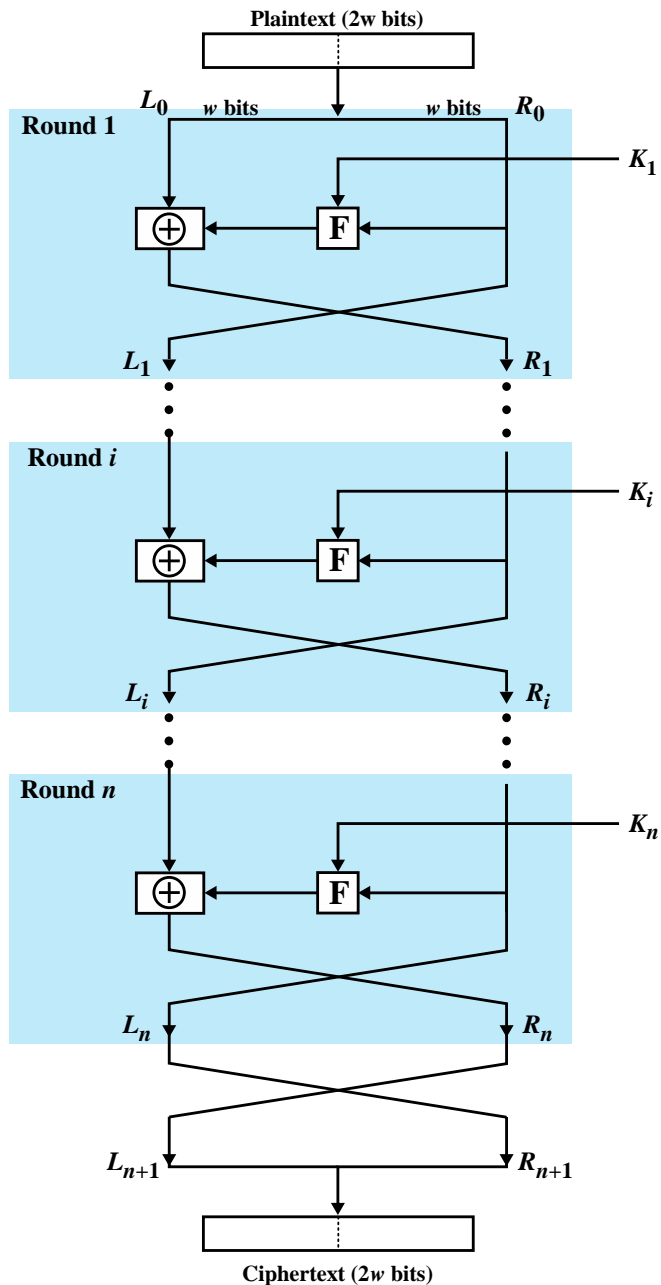 Plaintext (2w bits)
L0 w bits w bits R0
Round 1
K1
F
L1 R1
Round i
Ki
F
Li Ri
Round n
Kn
F
Ln Rn
Ln+1 Rn+1
Ciphertext (2w bits)